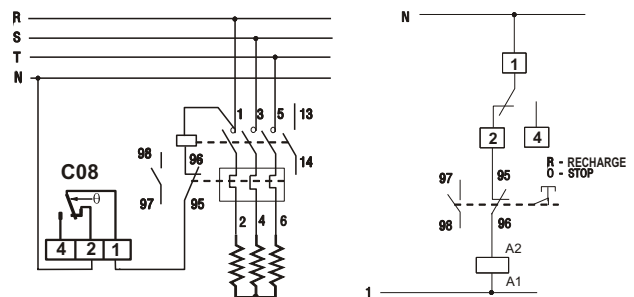 R
S
T
N
1 3 5 13
14
98 96
97 95
C08
θ
4 2 1
2 4 6
N
1
2 4
R - RECHARGE
O - STOP
97 95
98 96
A2
A1
1